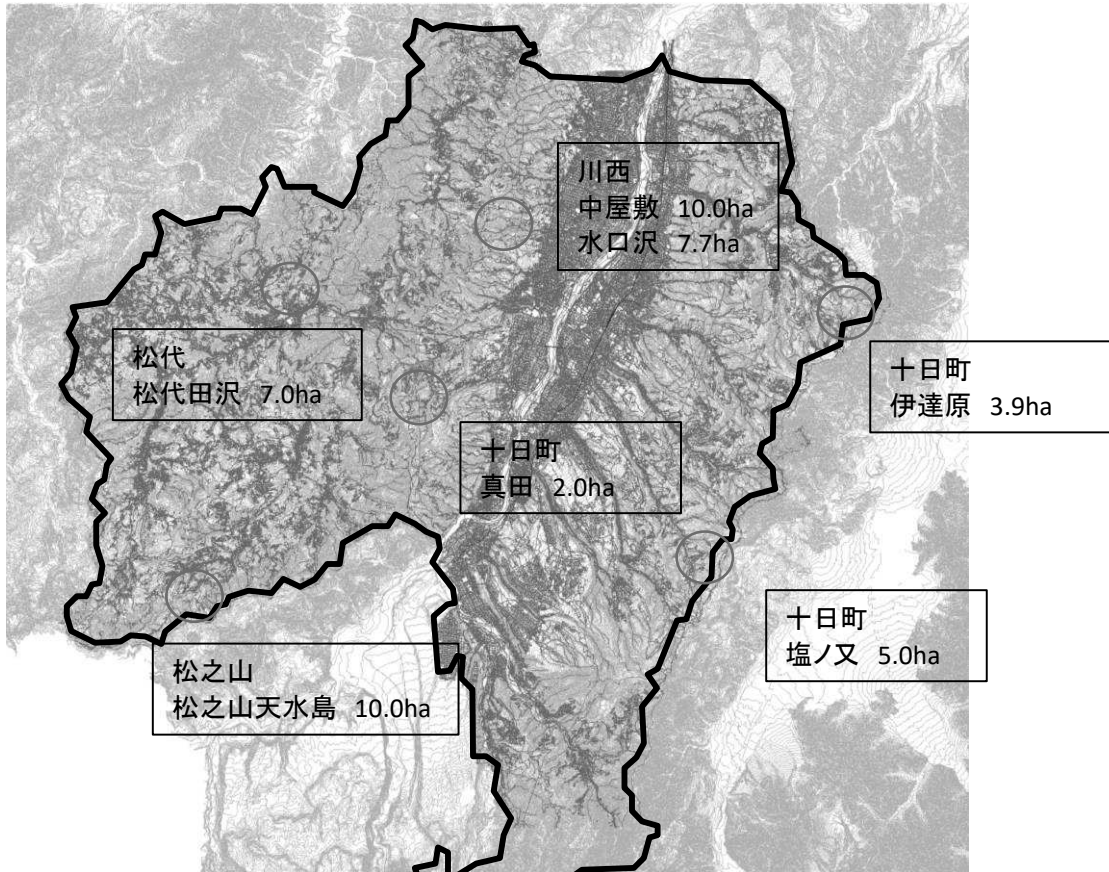 川西
中屋敷 10.0ha
水口沢 7.7ha
松代
松代田沢 7.0ha
十日町
伊達原 3.9ha
十日町
真田 2.0ha
十日町
塩ノ又 5.0ha
松之山
松之山天水島 10.0ha